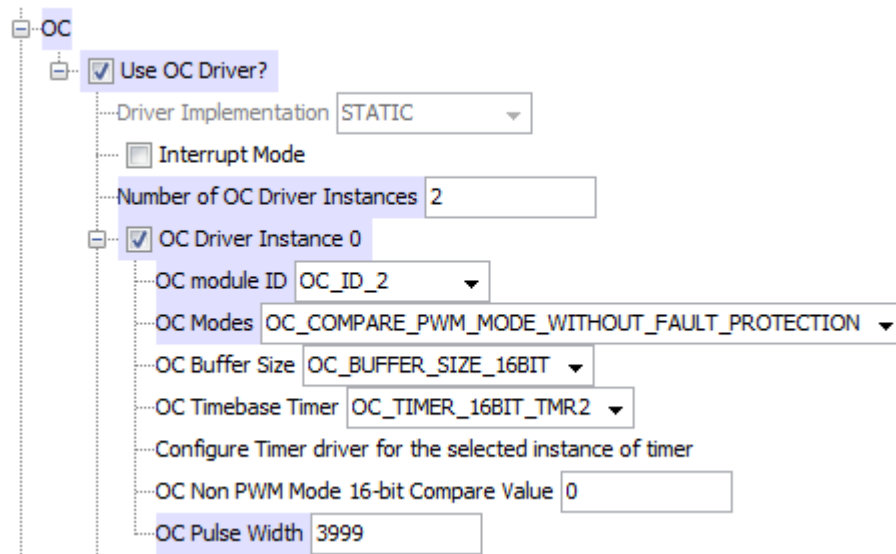 OC
Use OC Driver?
Driver Implementation STATIC
Interrupt Mode
Number of OC Driver Instances 2
OC Driver Instance 0
OC module ID OC_ID_2
OC Modes OC_COMPARE_PWM_MODE_WITHOUT_FAULT_PROTECTION
OC Buffer Size OC_BUFFER_SIZE_16BIT
OC Timebase Timer OC_TIMER_16BIT_TMR2
Configure Timer driver for the selected instance of timer
OC Non PWM Mode 16-bit Compare Value 0
OC Pulse Width 3999